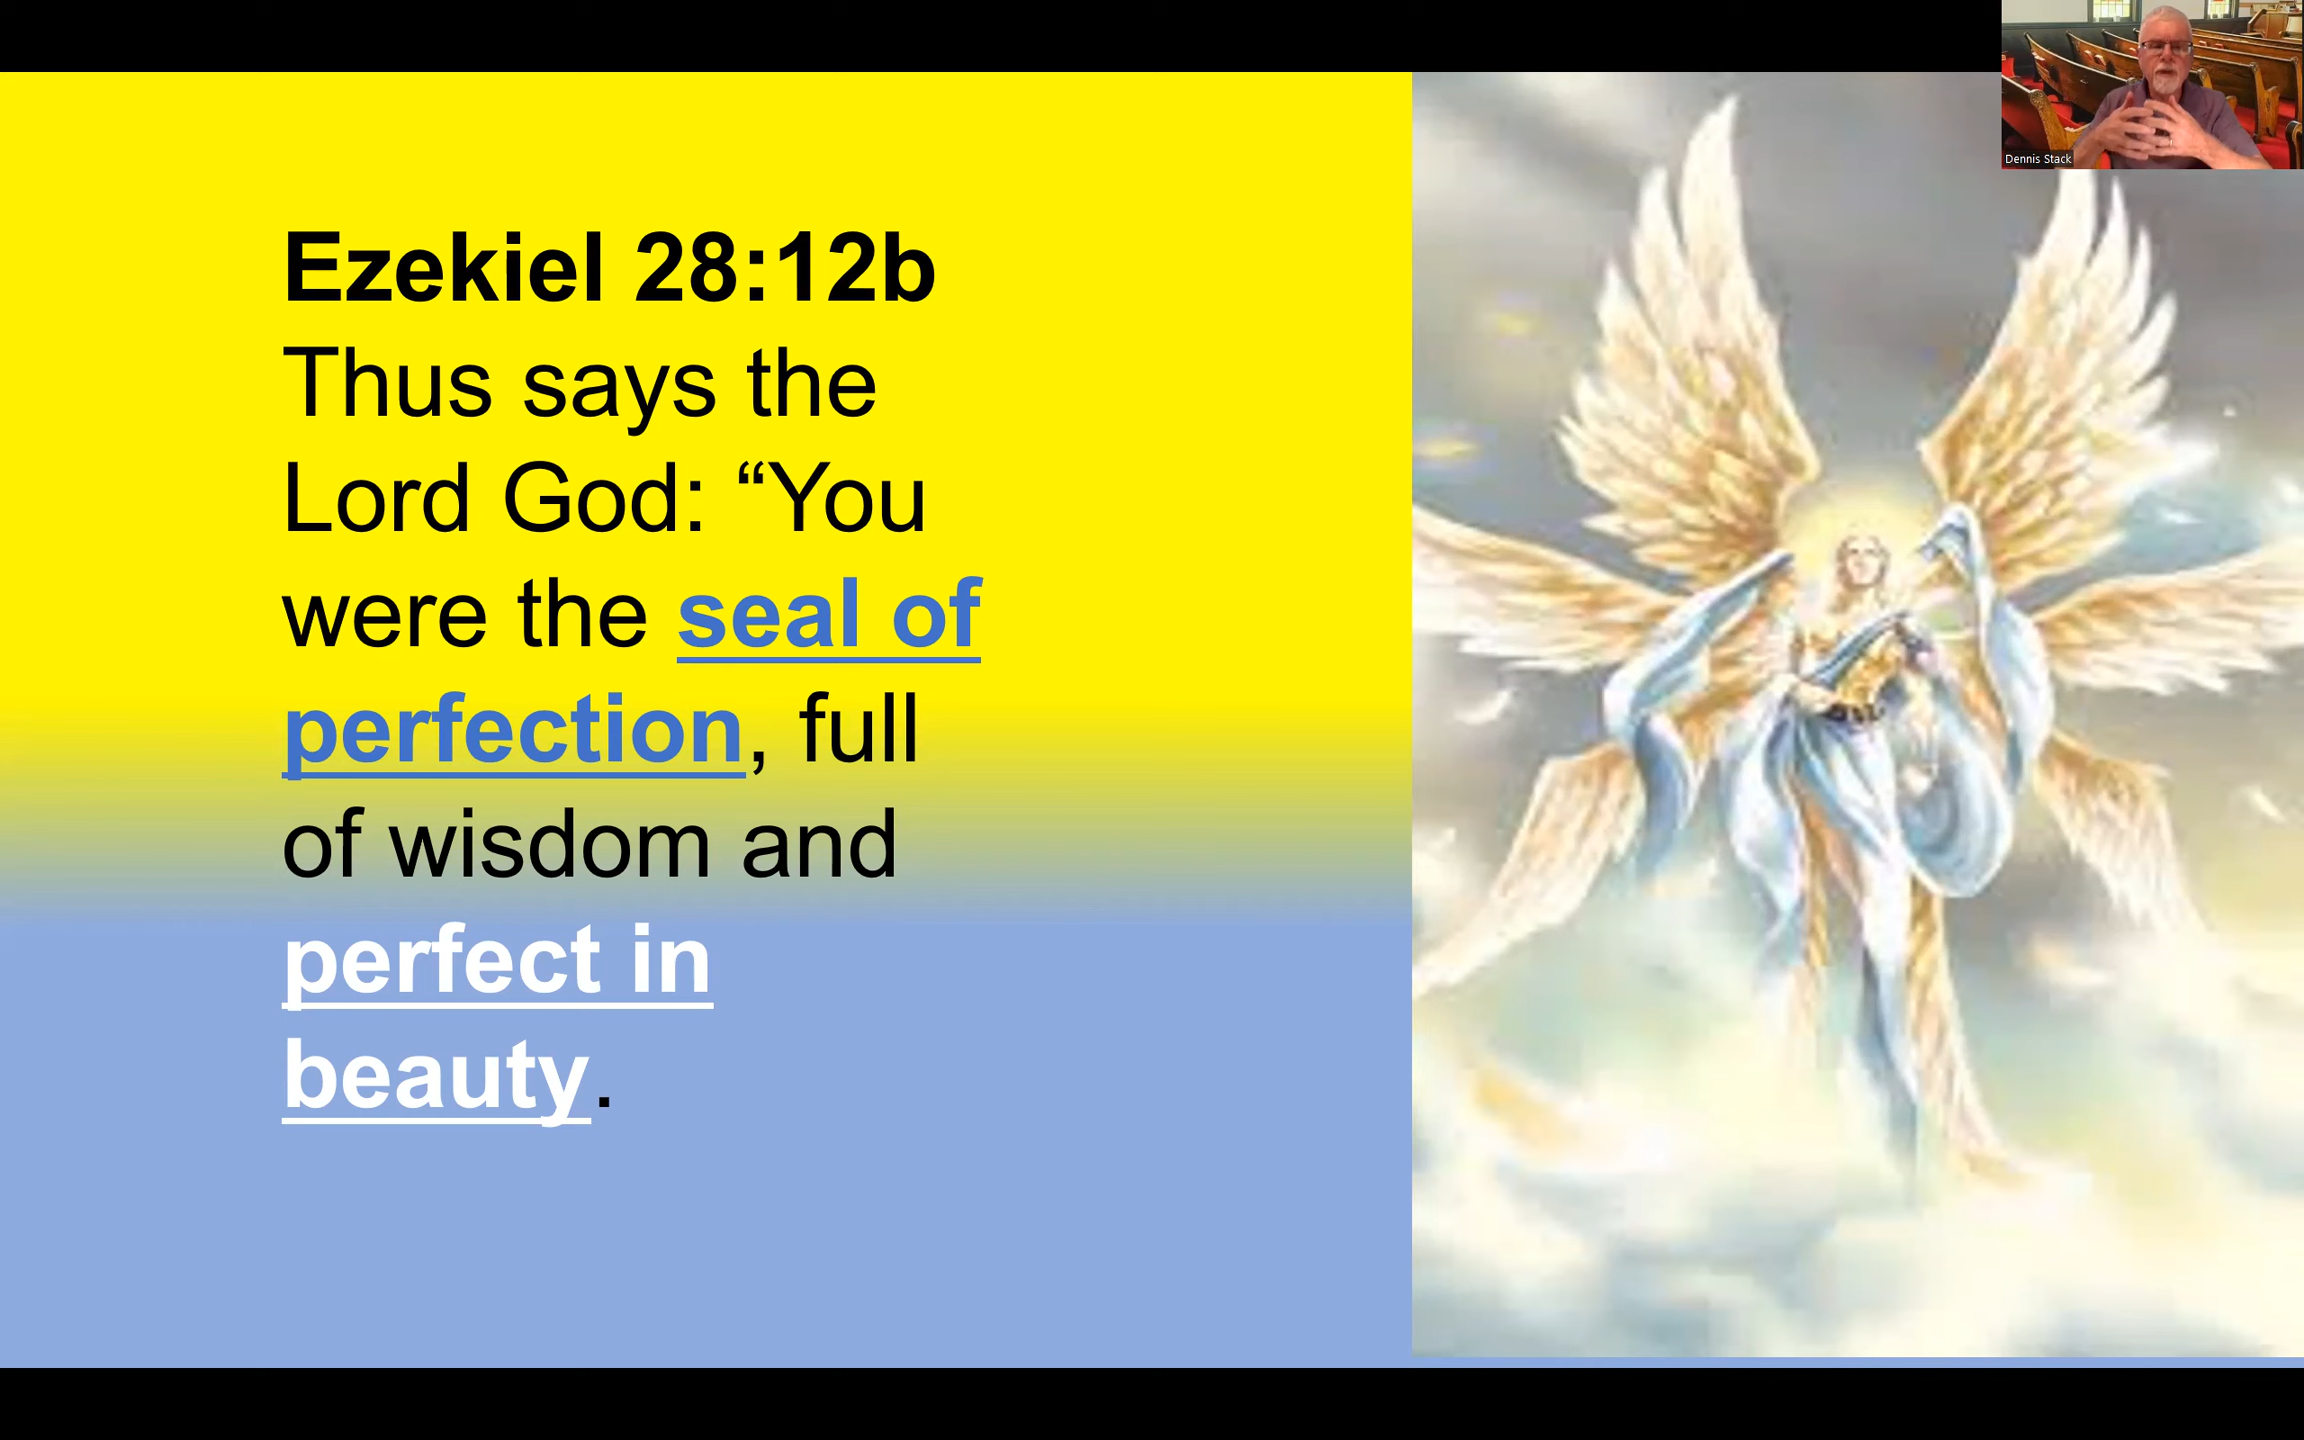 Ezekiel 28:12b
Thus says the
Lord God: “You
were the seal of
perfection, full
of wisdom and
perfect in
beauty.
Dennis Stack